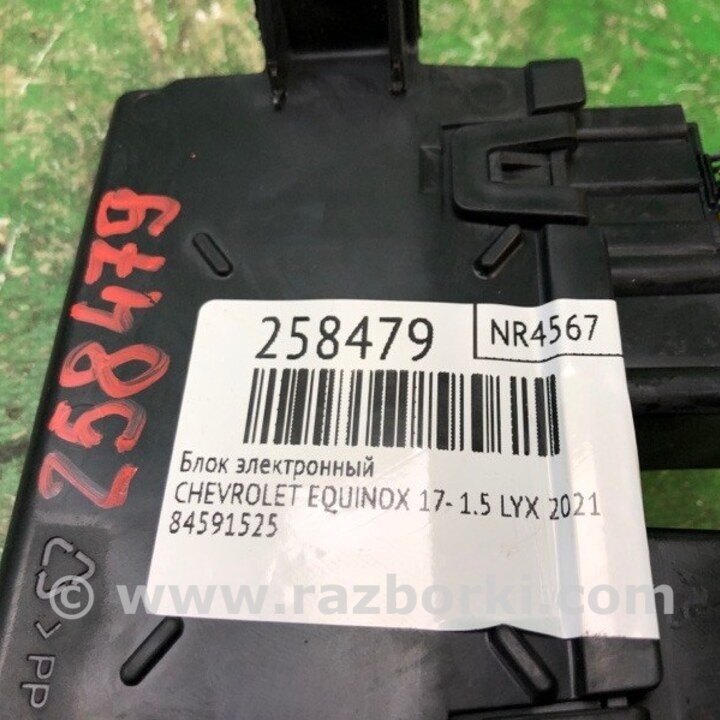 258479
258479
NR4567
Блок электронный
CHEVROLET EQUINOX 17- 1.5 LYX 2021
84591525
© www.razborki.com
>PP